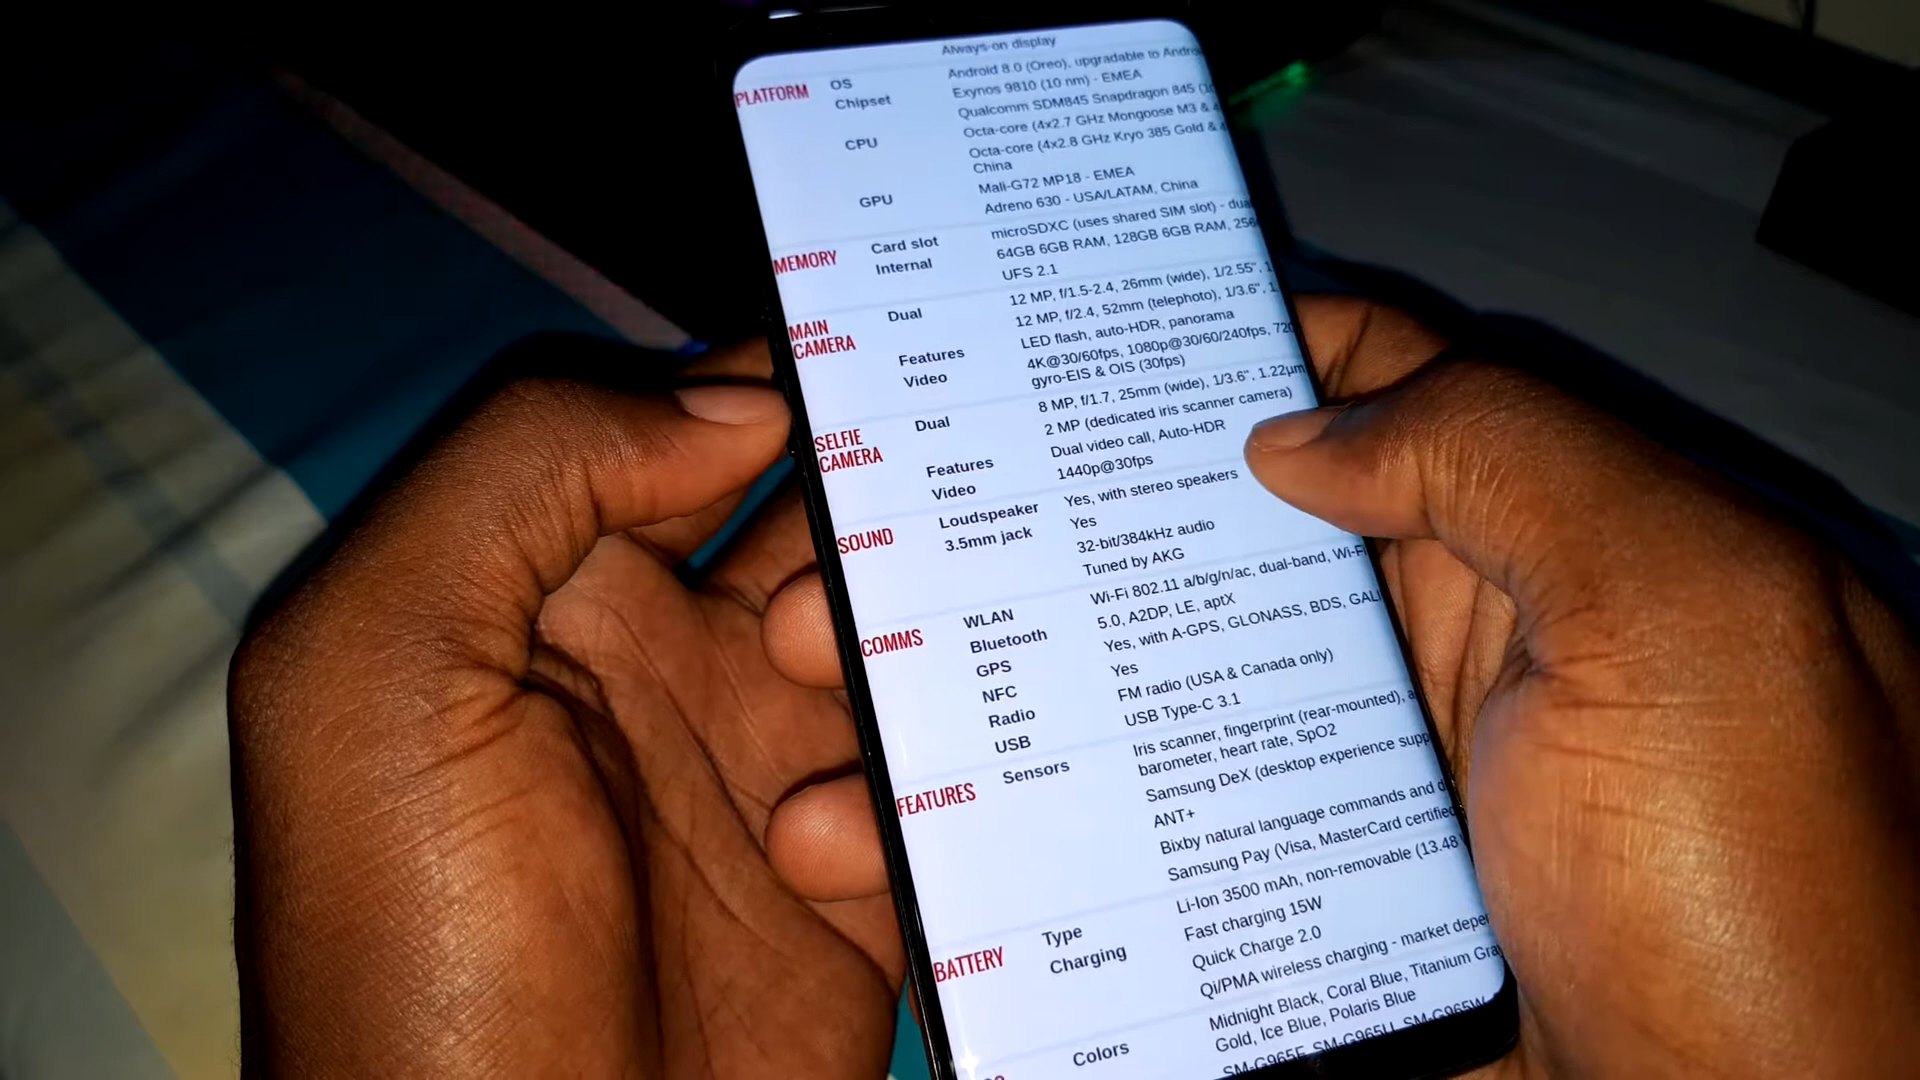 Always-on display
PLATFORM OS Android 8.0 (Oreo), upgradable to
Chipset Exynos 9810 (10 nm) - EMEA
Qualcomm SDM845 Snapdragon 845
CPU Octa-core (4x2.7 GHz Mongoose M3 &
Octa-core (4x2.8 GHz Kryo 385 Gold &
China
GPU Mali-G72 MP18 - EMEA
Adreno 630 - USA/LATAM, China
MEMORY Card slot microSDXC (uses shared SIM slot) -
Internal 64GB 6GB RAM, 128GB 6GB RAM,
UFS 2.1
MAIN
CAMERA
Dual 12 MP, f/1.5-2.4, 26mm (wide), 1/2.55",
12 MP, f/2.4, 52mm (telephoto), 1/3.6",
Features LED flash, auto-HDR, panorama
Video 4K@30/60fps, 1080p@30/60/240fps,
gyro-EIS & OIS (30fps)
SELFIE
CAMERA
Dual 8 MP, f/1.7, 25mm (wide), 1/3.6", 1.22µm
2 MP (dedicated iris scanner camera)
Features Dual video call, Auto-HDR
Video 1440p@30fps
SOUND Loudspeaker Yes, with stereo speakers
3.5mm jack Yes
32-bit/384kHz audio
Tuned by AKG
COMMS WLAN Wi-Fi 802.11 a/b/g/n/ac, dual-band,
Bluetooth 5.0, A2DP, LE, aptX
GPS Yes, with A-GPS, GLONASS, BDS,
NFC Yes
Radio FM radio (USA & Canada only)
USB USB Type-C 3.1
FEATURES Sensors Iris scanner, fingerprint (rear-mounted),
barometer, heart rate, SpO2
Samsung DeX (desktop experience
ANT+
Bixby natural language commands and
Samsung Pay (Visa, MasterCard certified
BATTERY Type Li-Ion 3500 mAh, non-removable (13.48
Charging Fast charging 15W
Quick Charge 2.0
Qi/PMA wireless charging - market
Colors Midnight Black, Coral Blue, Titanium
Gold, Ice Blue, Polaris Blue
SM-G965F, SM-G965U, SM-G965W